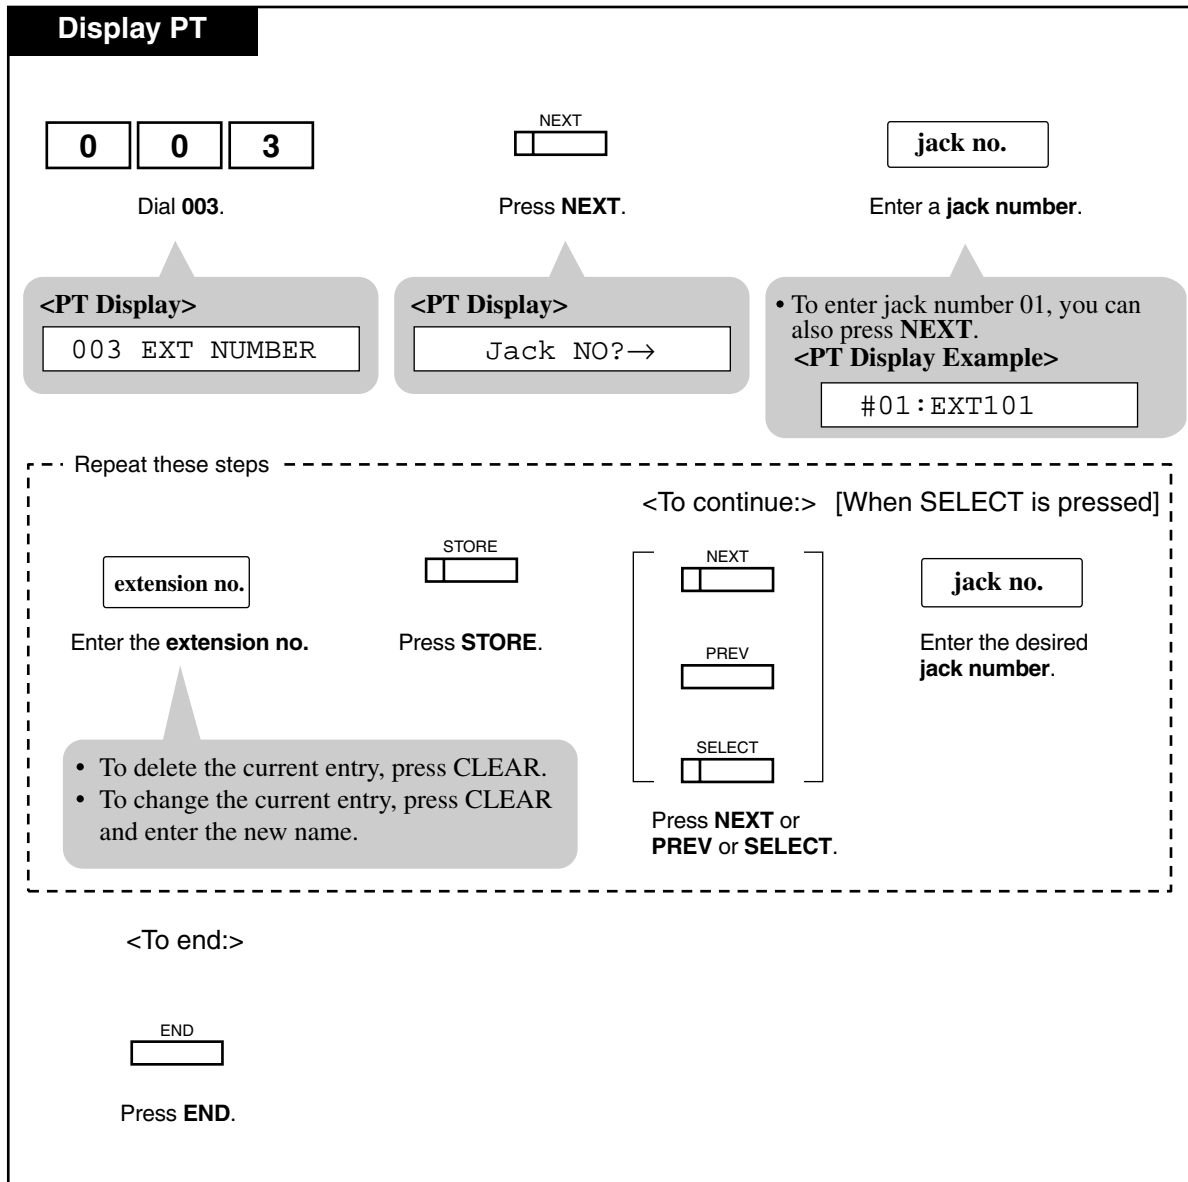 Display PT
0 0 3
NEXT
jack no.
Dial 003.
Press NEXT.
Enter a jack number.
<PT Display>
003 EXT NUMBER
<PT Display>
Jack NO?→
• To enter jack number 01, you can
also press NEXT.
<PT Display Example>
#01:EXT101
Repeat these steps
<To continue:> [When SELECT is pressed]
extension no.
STORE
NEXT
jack no.
Enter the extension no.
Press STORE.
PREV
Enter the desired
jack number.
SELECT
• To delete the current entry, press CLEAR.
• To change the current entry, press CLEAR
and enter the new name.
Press NEXT or
PREV or SELECT.
<To end:>
END
Press END.